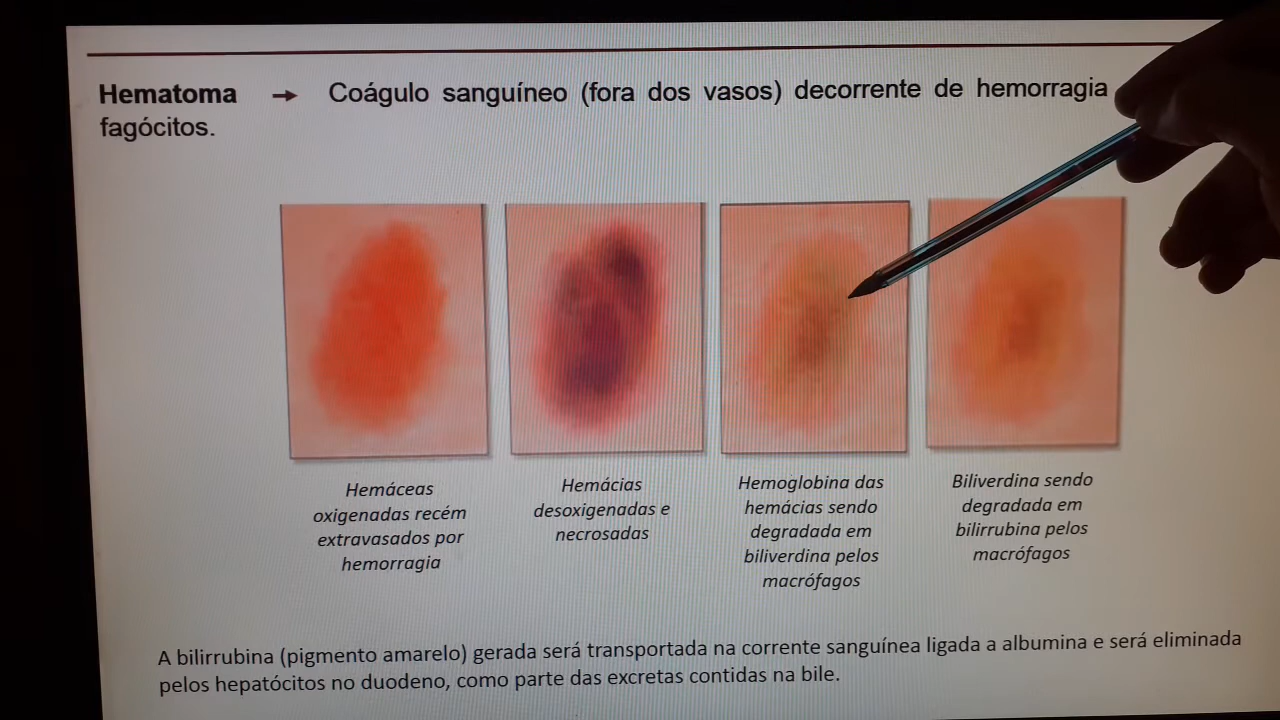 Hematoma → Coágulo sanguíneo (fora dos vasos) decorrente de hemorragia
fagócitos.
Hemáceas
oxigenadas recém
extravasados por
hemorragia
Hemácias
desoxigenadas e
necrosadas
Hemoglobina das
hemácias sendo
degradada em
biliverdina pelos
macrófagos
Biliverdina sendo
degradada em
bilirrubina pelos
macrófagos
A bilirrubina (pigmento amarelo) gerada será transportada na corrente sanguínea ligada a albumina e será eliminada
pelos hepatócitos no duodeno, como parte das excretas contidas na bile.